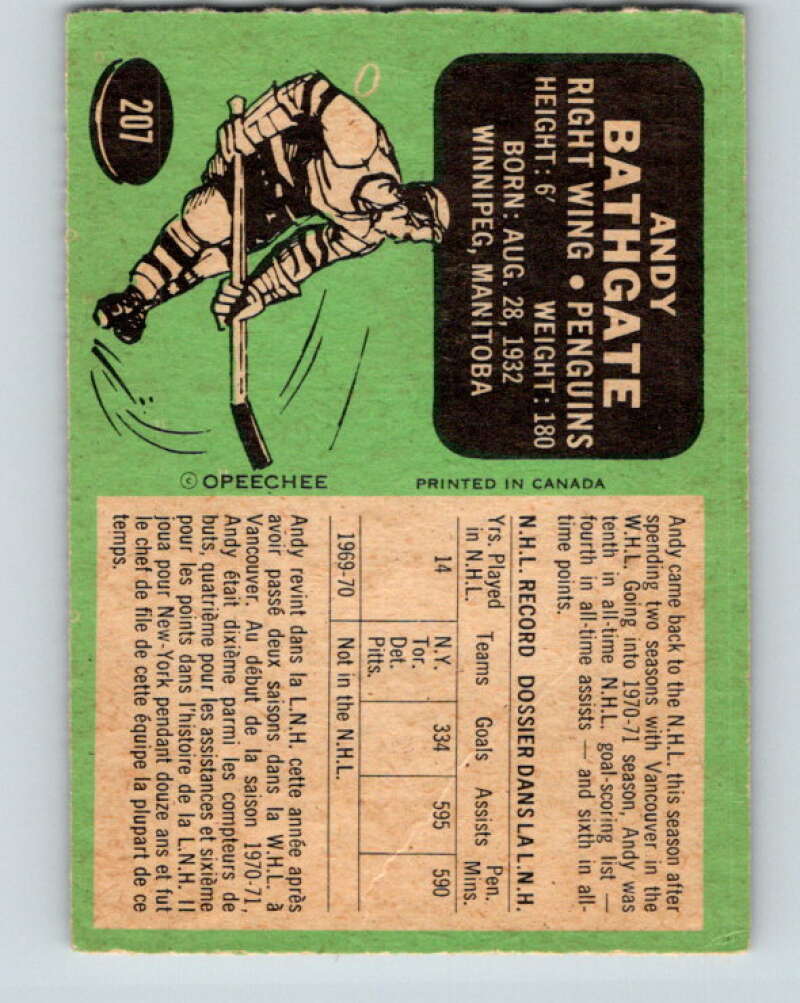 207
ANDY
BATHGATE
RIGHT WING • PENGUINS
HEIGHT: 6' WEIGHT: 180
BORN: AUG. 28, 1932
WINNIPEG, MANITOBA
© OPEECHEE
PRINTED IN CANADA
Andy came back to the N.H.L. this season after
spending two seasons with Vancouver in the
W.H.L. Going into 1970-71 season, Andy was
tenth in all-time N.H.L. goal-scoring list —
fourth in all-time assists — and sixth in all-
time points.
N.H.L. RECORD DOSSIER DANS LA L.N.H.
Yrs. Played Teams Goals Assists Pen.
in N.H.L. Mins.
14 N.Y. 334 595 590
Tor.
Det.
Pitts.
1969-70 Not in the N.H.L.
Andy revint dans la L.N.H. cette année après
avoir passé deux saisons dans la W.H.L. à
Vancouver. Au début de la saison 1970-71,
Andy était dixième parmi les compteurs de
buts, quatrième pour les assistances et sixième
pour les points dans l'histoire de la L.N.H. Il
joua pour New-York pendant douze ans et fut
le chef de file de cette équipe la plupart de ce
temps.